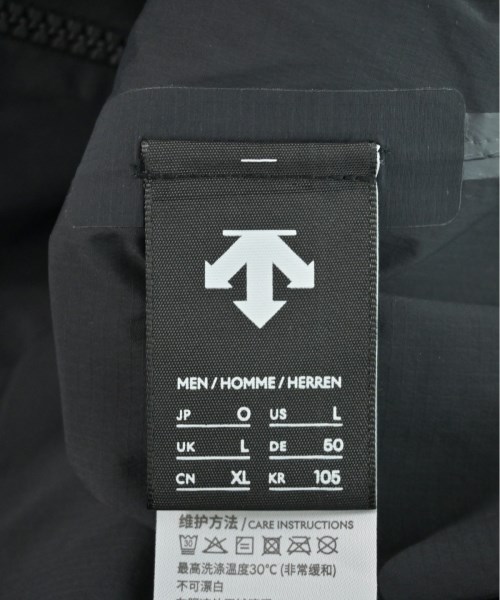 MEN / HOMME / HERREN
JP O US L
UK L DE 50
CN XL KR 105
维护方法 / CARE INSTRUCTIONS
30
最高洗涤温度30℃ (非常缓和)
不可漂白